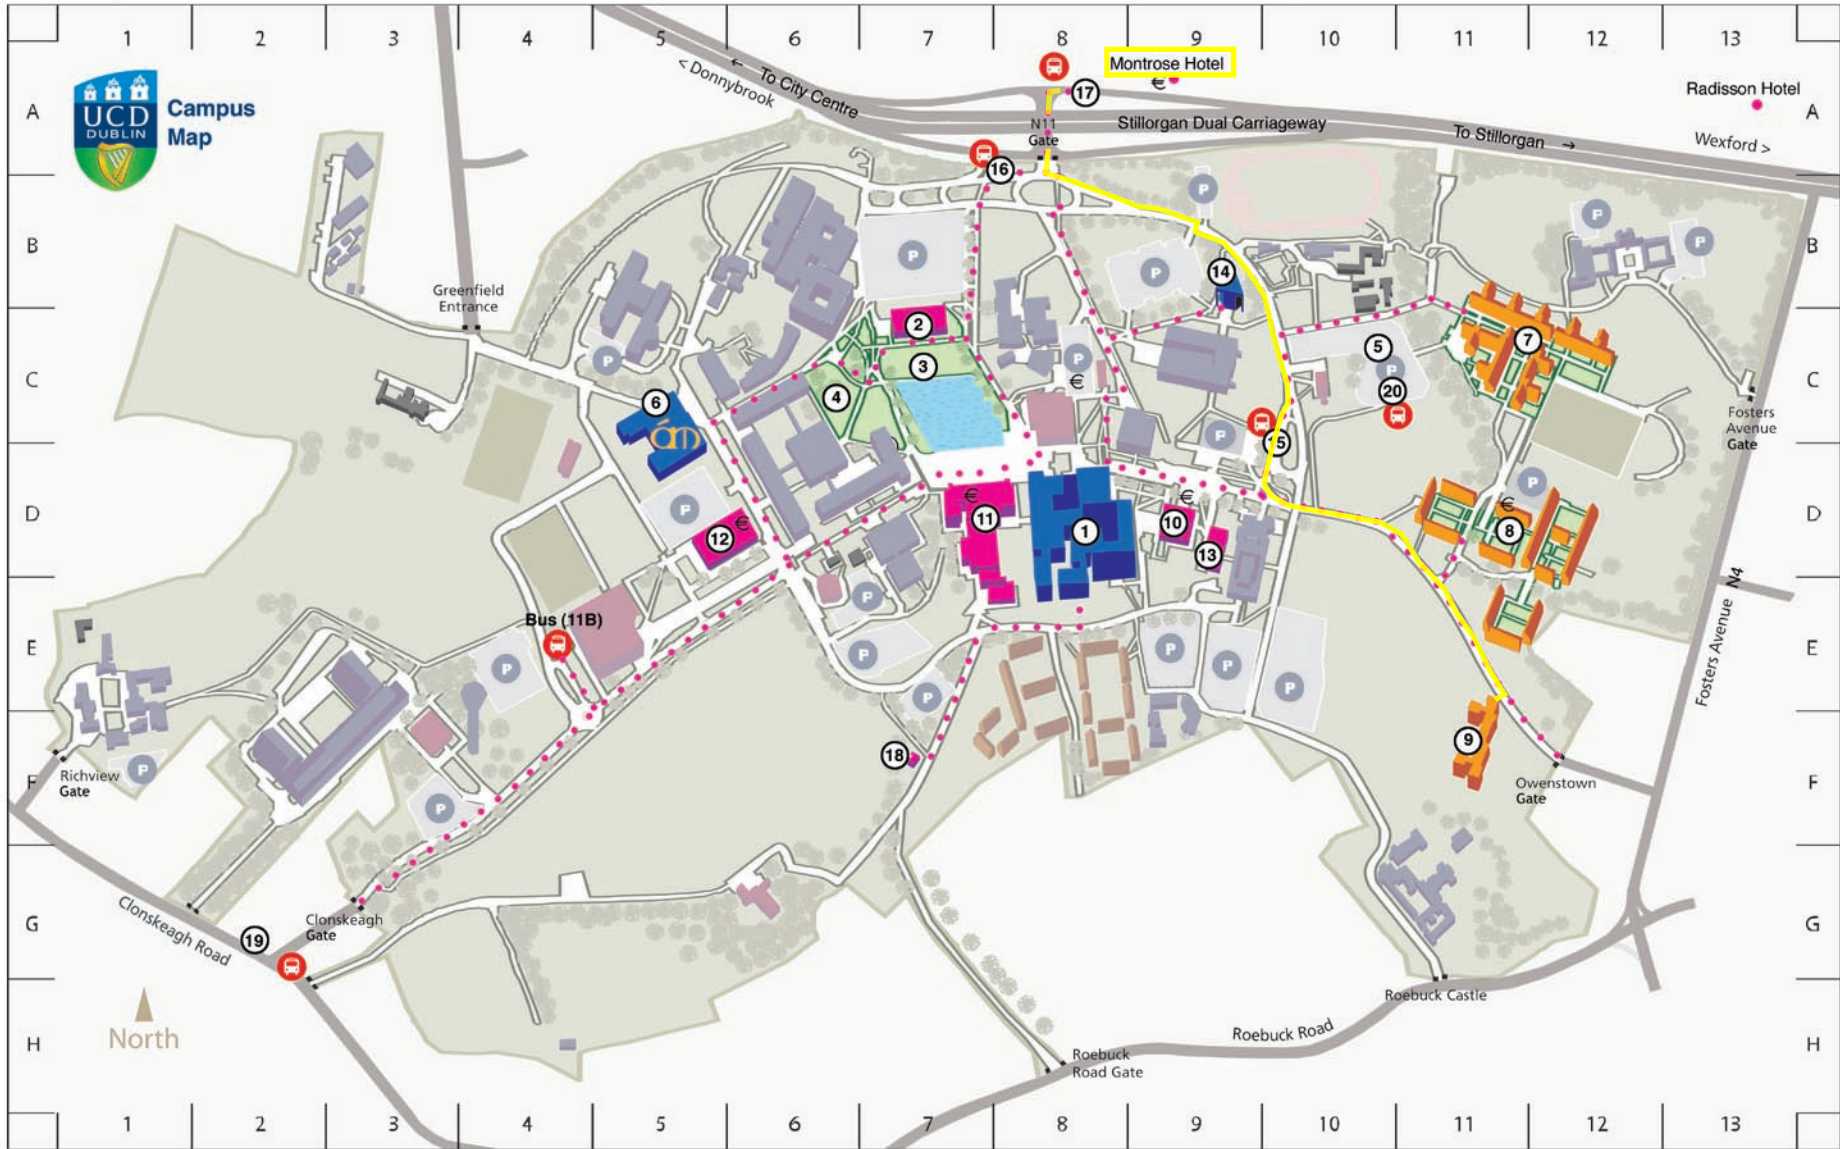 1 2 3 4 5 6 7 8 9 10 11 12 13
A
B
C
D
E
F
G
H
UCD
DUBLIN
Campus
Map
← To City Centre
< Donnybrook
Montrose Hotel
€
17
Radisson Hotel
A
N11
Gate
Stillorgan Dual Carriageway
To Stillorgan →
Wexford >
16
P
P
P
P
P
B
14
Greenfield
Entrance
2
3
4
5
7
P
P
P
€
20
C
6
ám
Fosters
Avenue
Gate
P
15
P
P
€
D
12
€
11
€
1
10
13
8
€
Bus (11B)
P
P
P
P
P
P
P
E
Fosters Avenue N4
18
9
Richview
Gate
P
P
Owenstown
Gate
F
Clonskeagh Road
19
Clonskeagh
Gate
G
North
Roebuck Castle
Roebuck Road
Roebuck
Road Gate
H
1 2 3 4 5 6 7 8 9 10 11 12 13